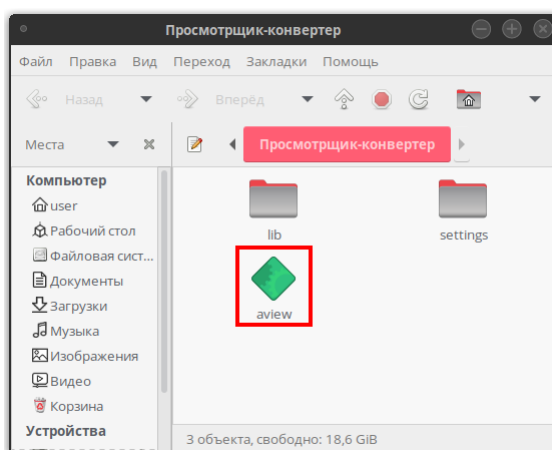 Просмотрщик-конвертер
Файл Правка Вид Переход Закладки Помощь
Назад Вперёд
Места Просмотрщик-конвертер
Компьютер
user
Рабочий стол
Файловая сист...
Документы
Загрузки
Музыка
Изображения
Видео
Корзина
Устройства
lib settings
aview
3 объекта, свободно: 18,6 GiB